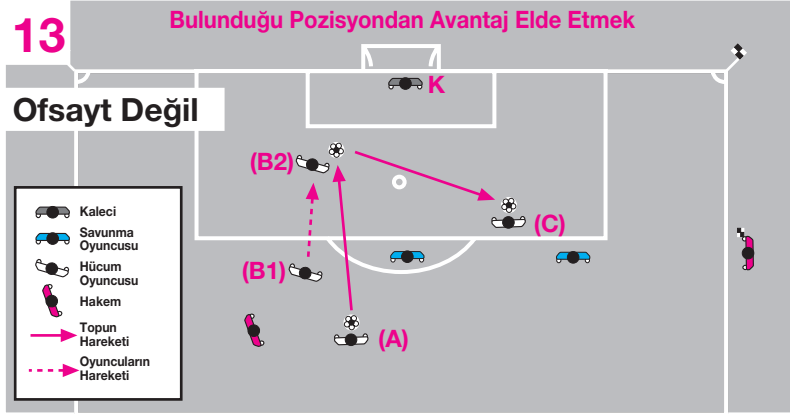 13
Bulunduğu Pozisyondan Avantaj Elde Etmek
K
Ofsayt Değil
(B2)
(C)
(B1)
(A)
Kaleci
Savunma
Oyuncusu
Hücum
Oyuncusu
Hakem
Topun
Hareketi
Oyuncuların
Hareketi